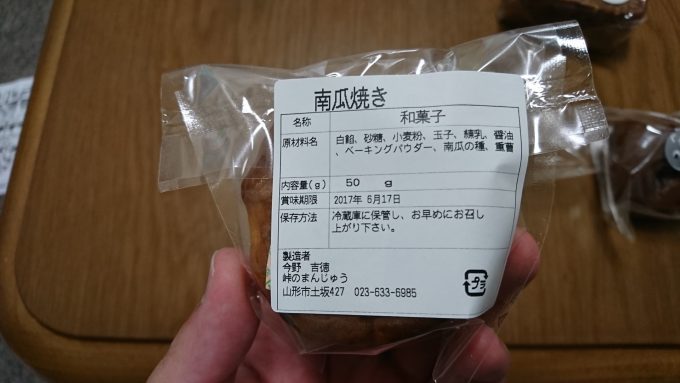 南瓜焼き
名称 和菓子
原材料名 白餡、砂糖、小麦粉、玉子、練乳、醤油
、ベーキングパウダー、南瓜の種、重曹
内容量(g) 50 g
賞味期限 2017年 6月17日
保存方法 冷蔵庫に保管し、お早めにお召し
上がり下さい。
製造者
今野 吉徳
峠のまんじゅう
山形市土坂427 023-633-6985
プラ